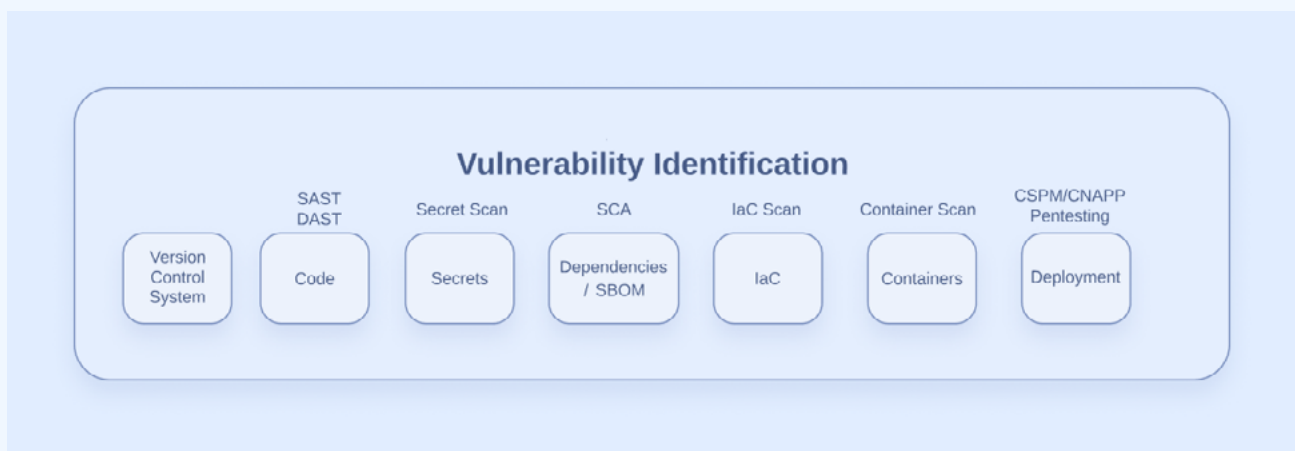 Vulnerability Identification
SAST
DAST
Secret Scan
SCA
IaC Scan
Container Scan
CSPM/CNAPP
Pentesting
Version
Control
System
Code
Secrets
Dependencies
/ SBOM
IaC
Containers
Deployment